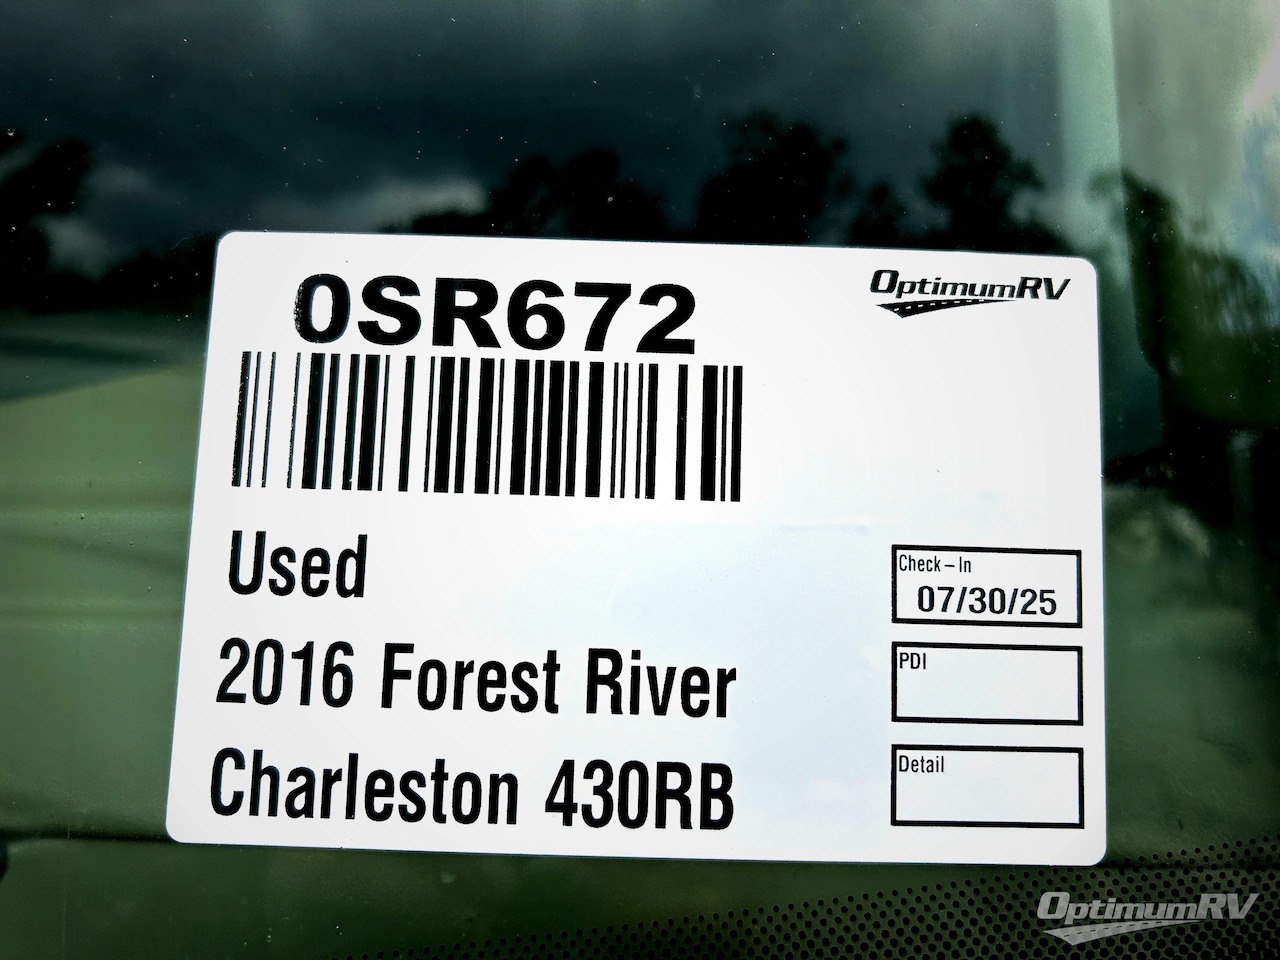 0SR672
OptimumRV
Used
2016 Forest River
Charleston 430RB
Check – In
07/30/25
PDI
Detail
OptimumRV